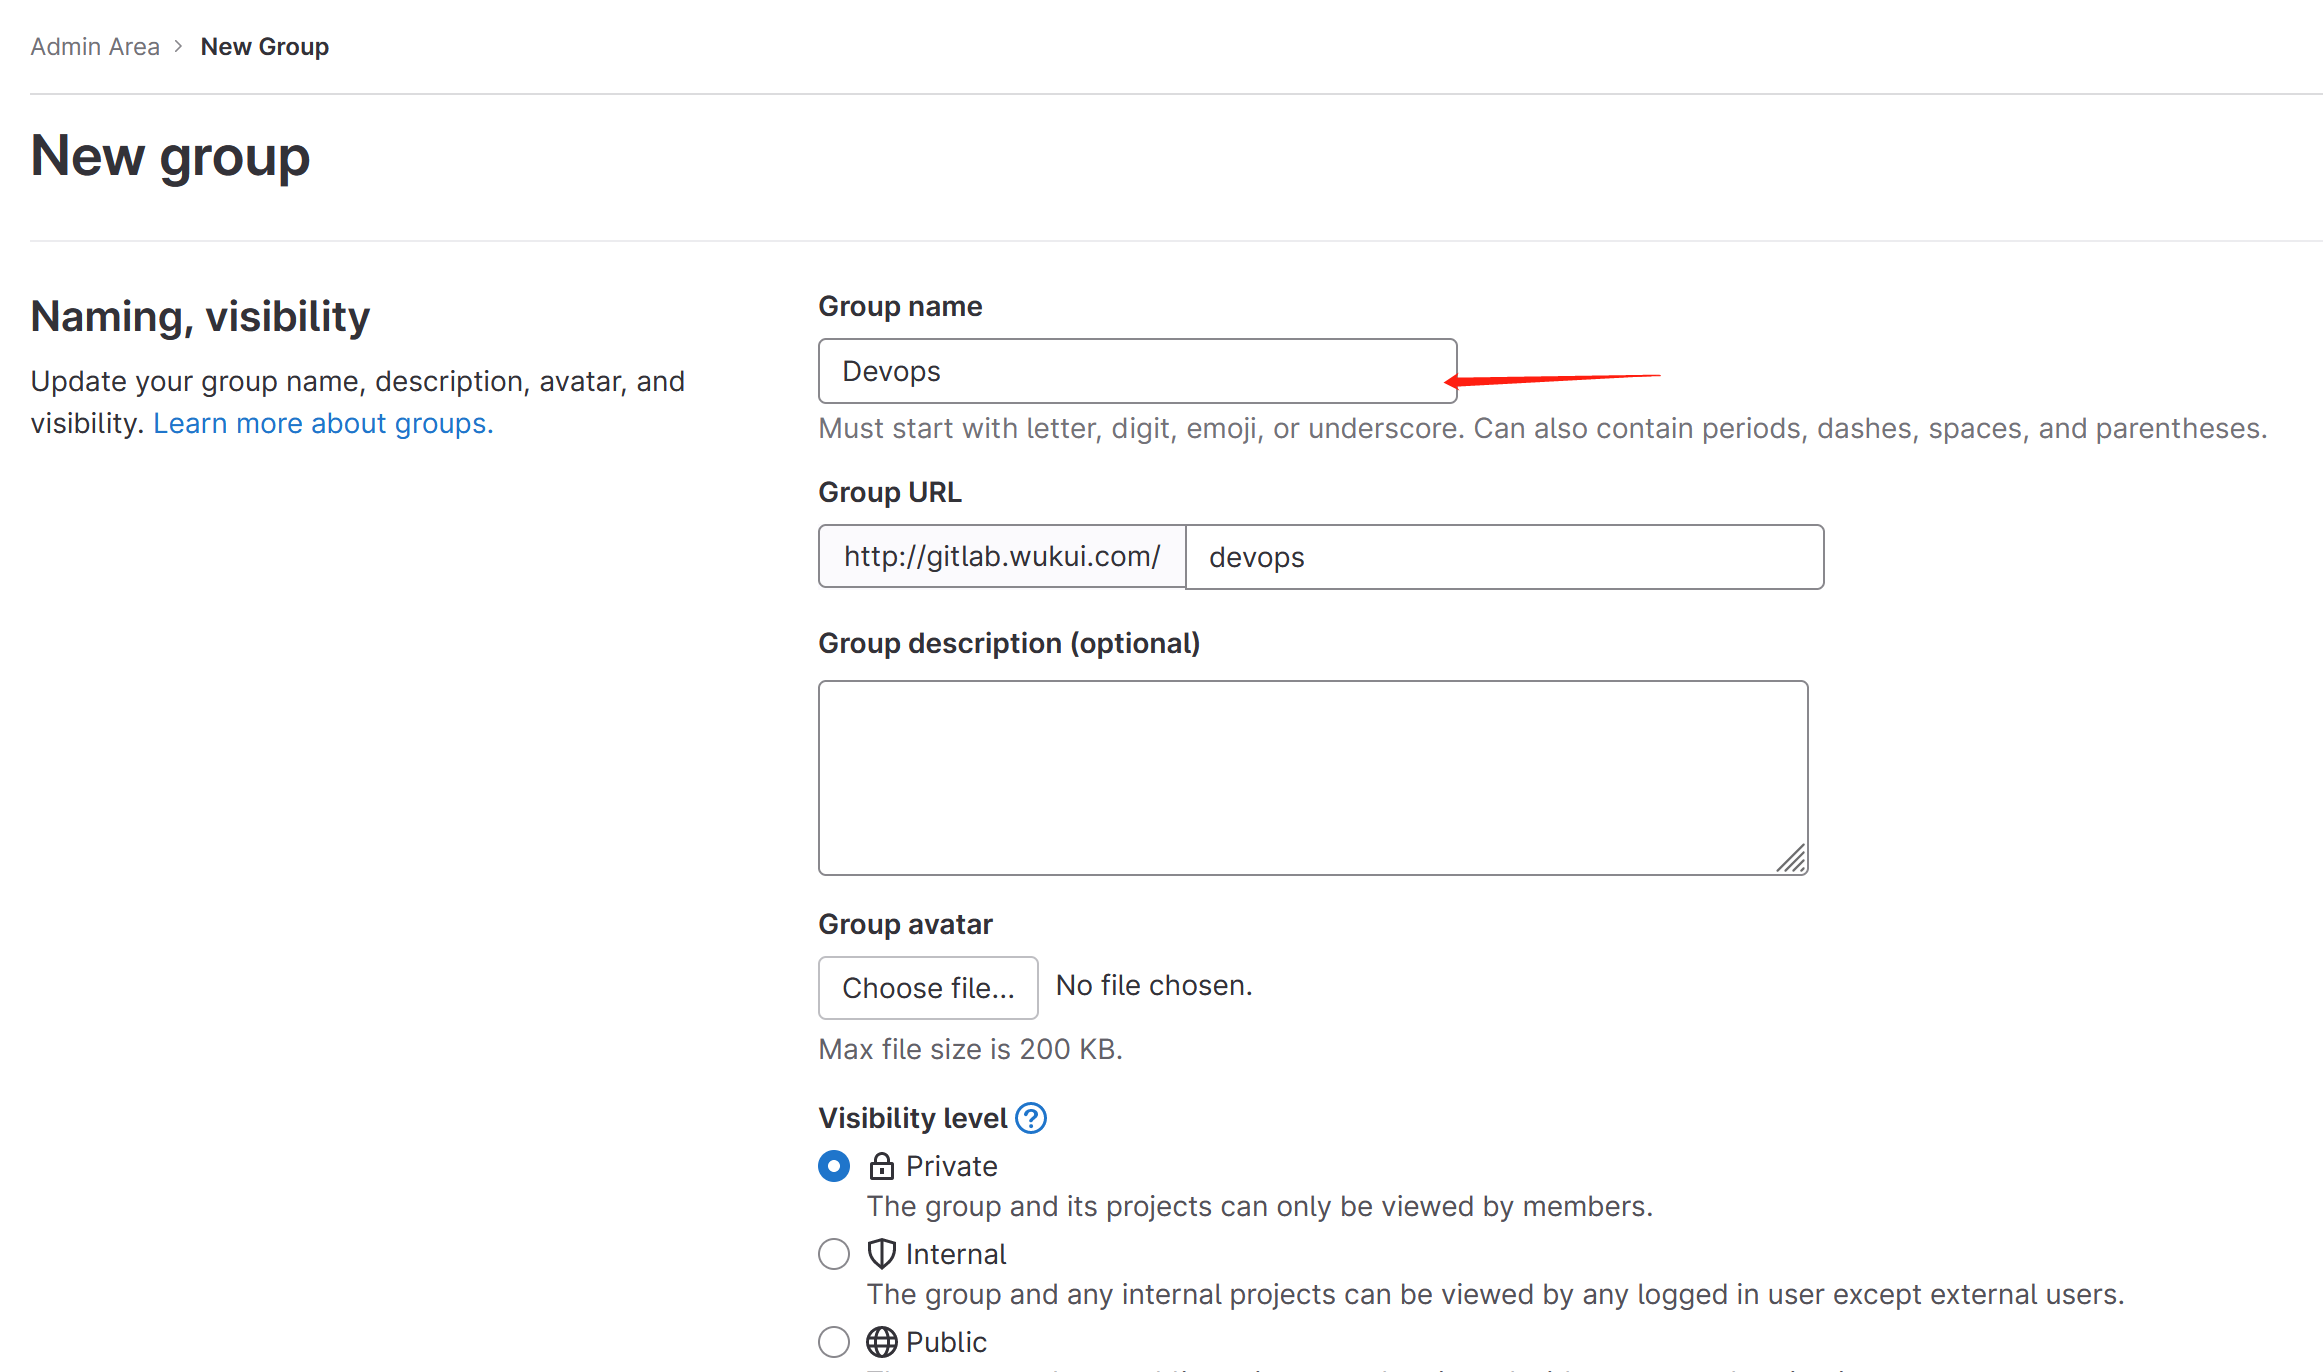 Admin Area > New Group
New group
Naming, visibility
Update your group name, description, avatar, and
visibility. Learn more about groups.
Group name
Devops
Must start with letter, digit, emoji, or underscore. Can also contain periods, dashes, spaces, and parentheses.
Group URL
http://gitlab.wukui.com/ devops
Group description (optional)
Group avatar
Choose file... No file chosen.
Max file size is 200 KB.
Visibility level ?
Private
The group and its projects can only be viewed by members.
Internal
The group and any internal projects can be viewed by any logged in user except external users.
Public